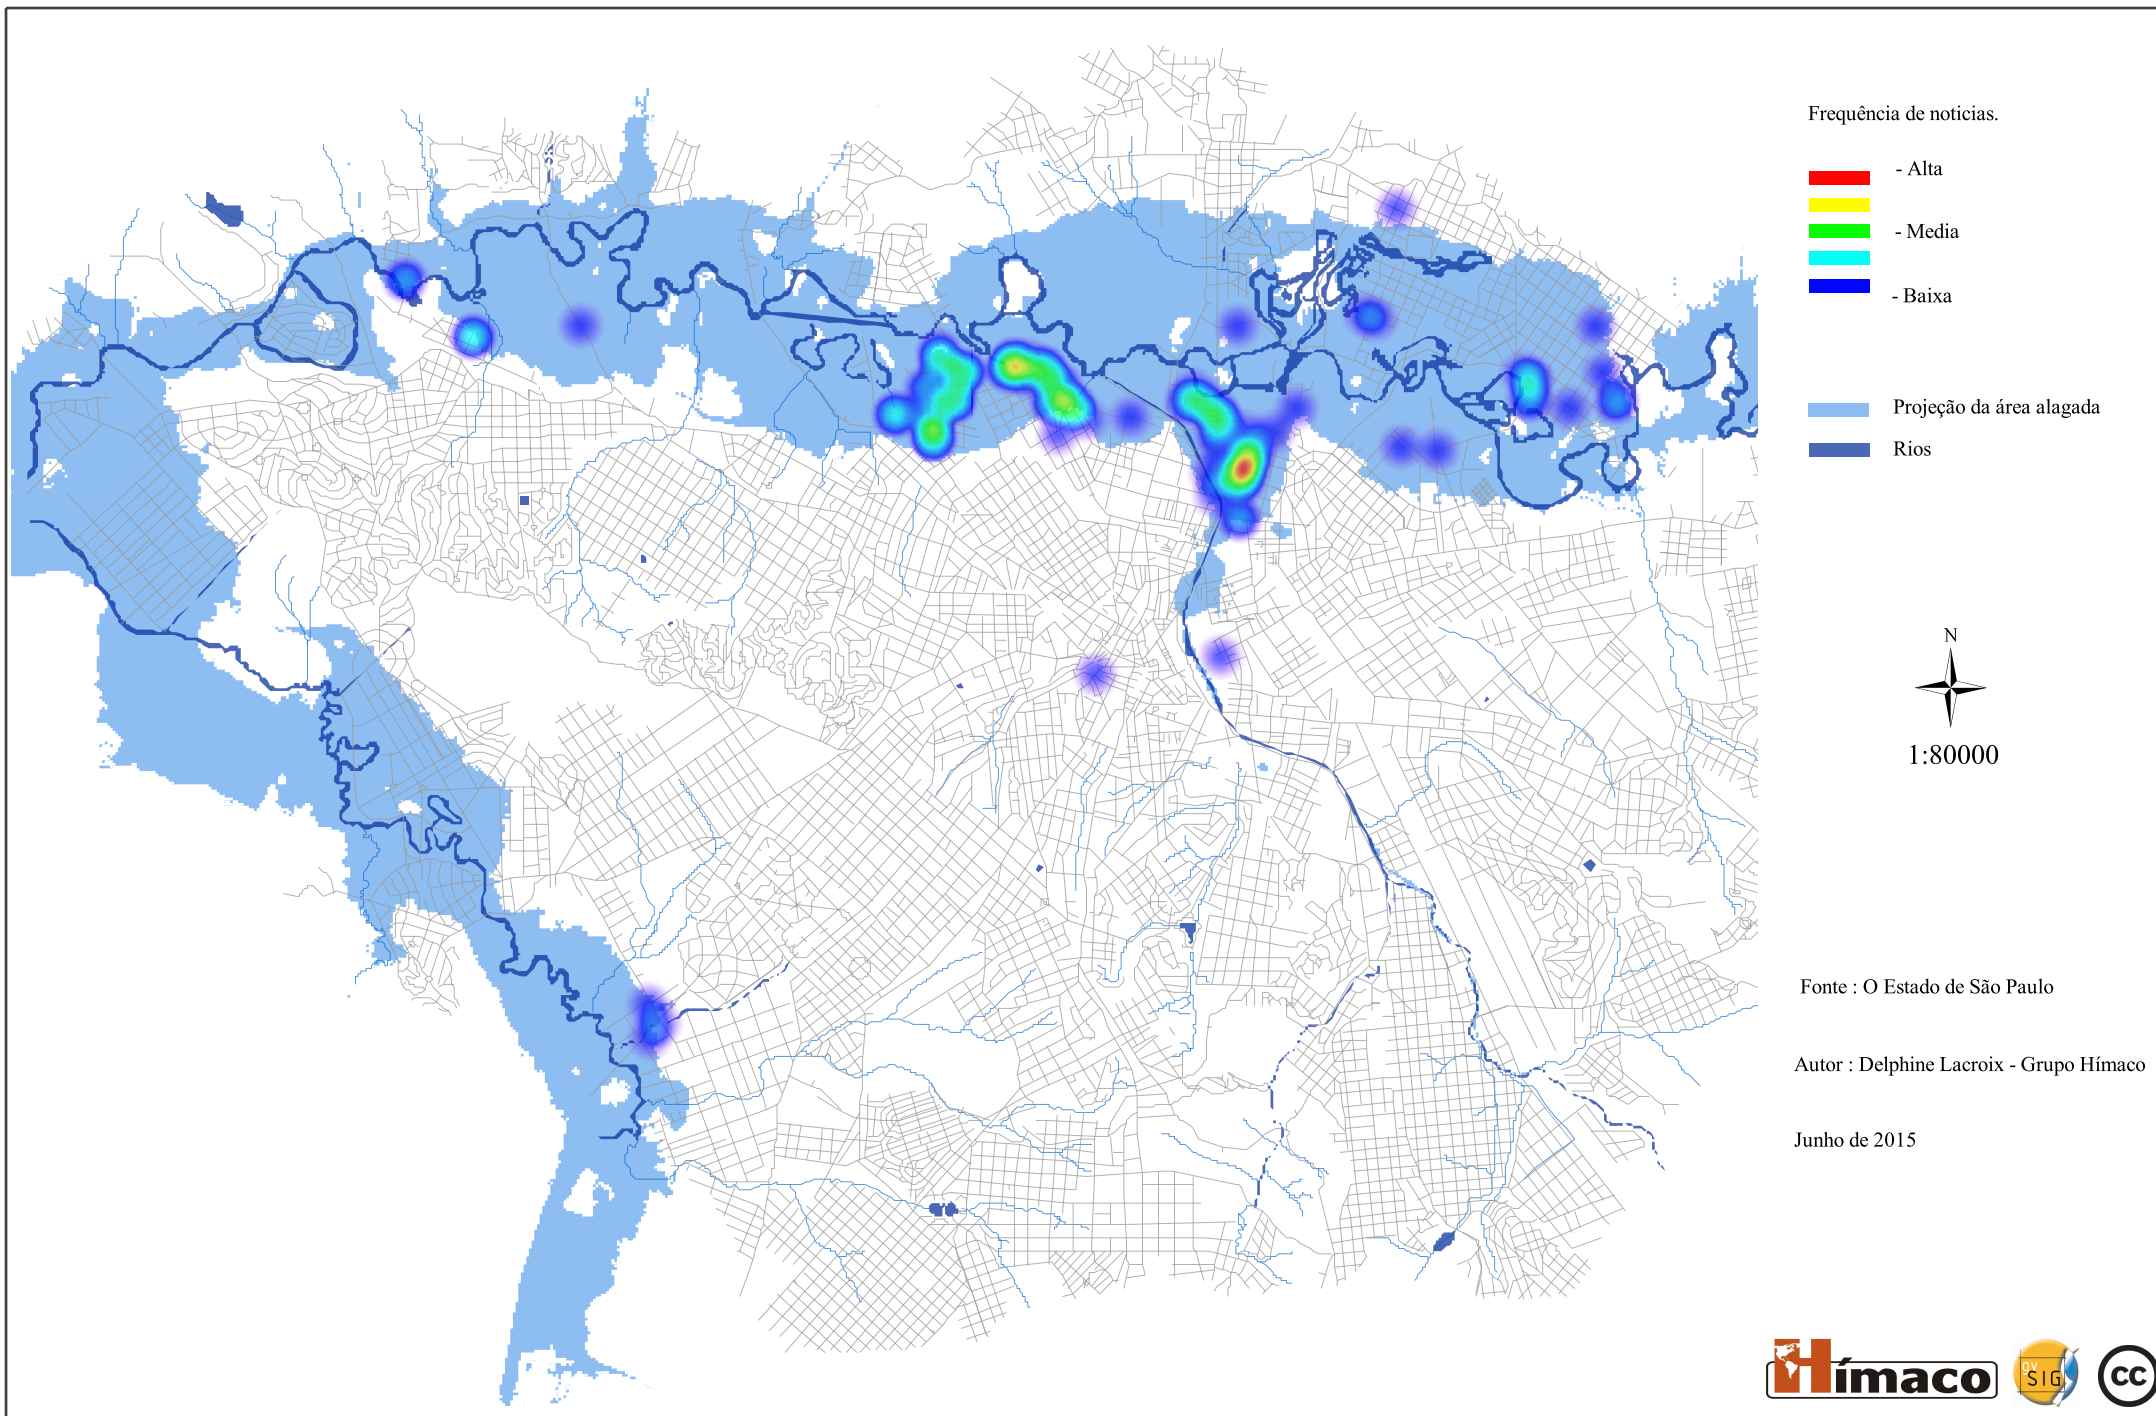 Frequência de noticias.
- Alta
- Media
- Baixa
Projeção da área alagada
Rios
N
1:80000
Fonte : O Estado de São Paulo
Autor : Delphine Lacroix - Grupo Hímaco
Junho de 2015
Hímaco
gv
SIG
cc